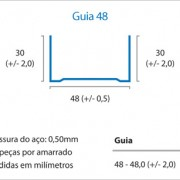 Guia 48
30
(+/- 2,0)
30
(+/- 2,0)
48 (+/- 0,5)
ssura do aço: 0,50mm
peças por amarrado
didas em milímetros
Guia
48 - 48,0 (+/- 2,0)